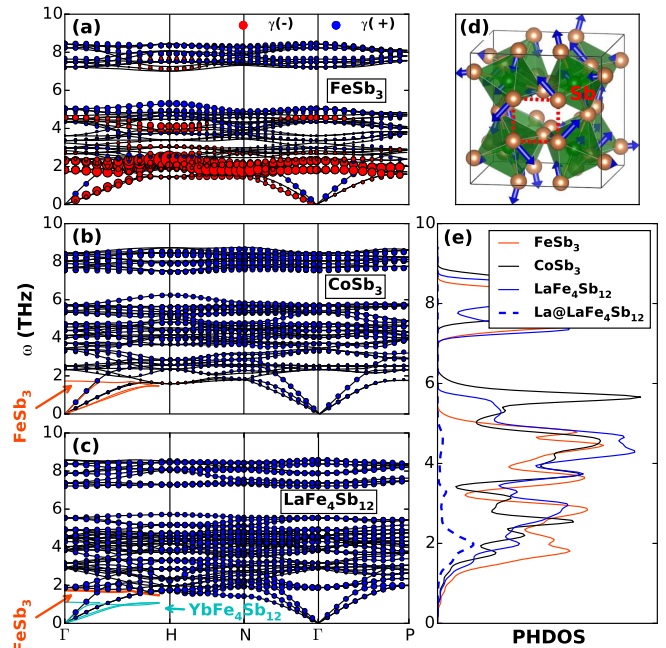 (a)
γ(-)
γ(+)
FeSb3
10
8
6
4
2
0
(b)
CoSb3
10
8
6
4
2
0
ω (THz)
FeSb3
(c)
LaFe4Sb12
10
8
6
4
2
0
FeSb3
YbFe4Sb12
Γ
H
N
Γ
P
(d)
Sb
(e)
FeSb3
CoSb3
LaFe4Sb12
La@LaFe4Sb12
10
8
6
4
2
0
PHDOS